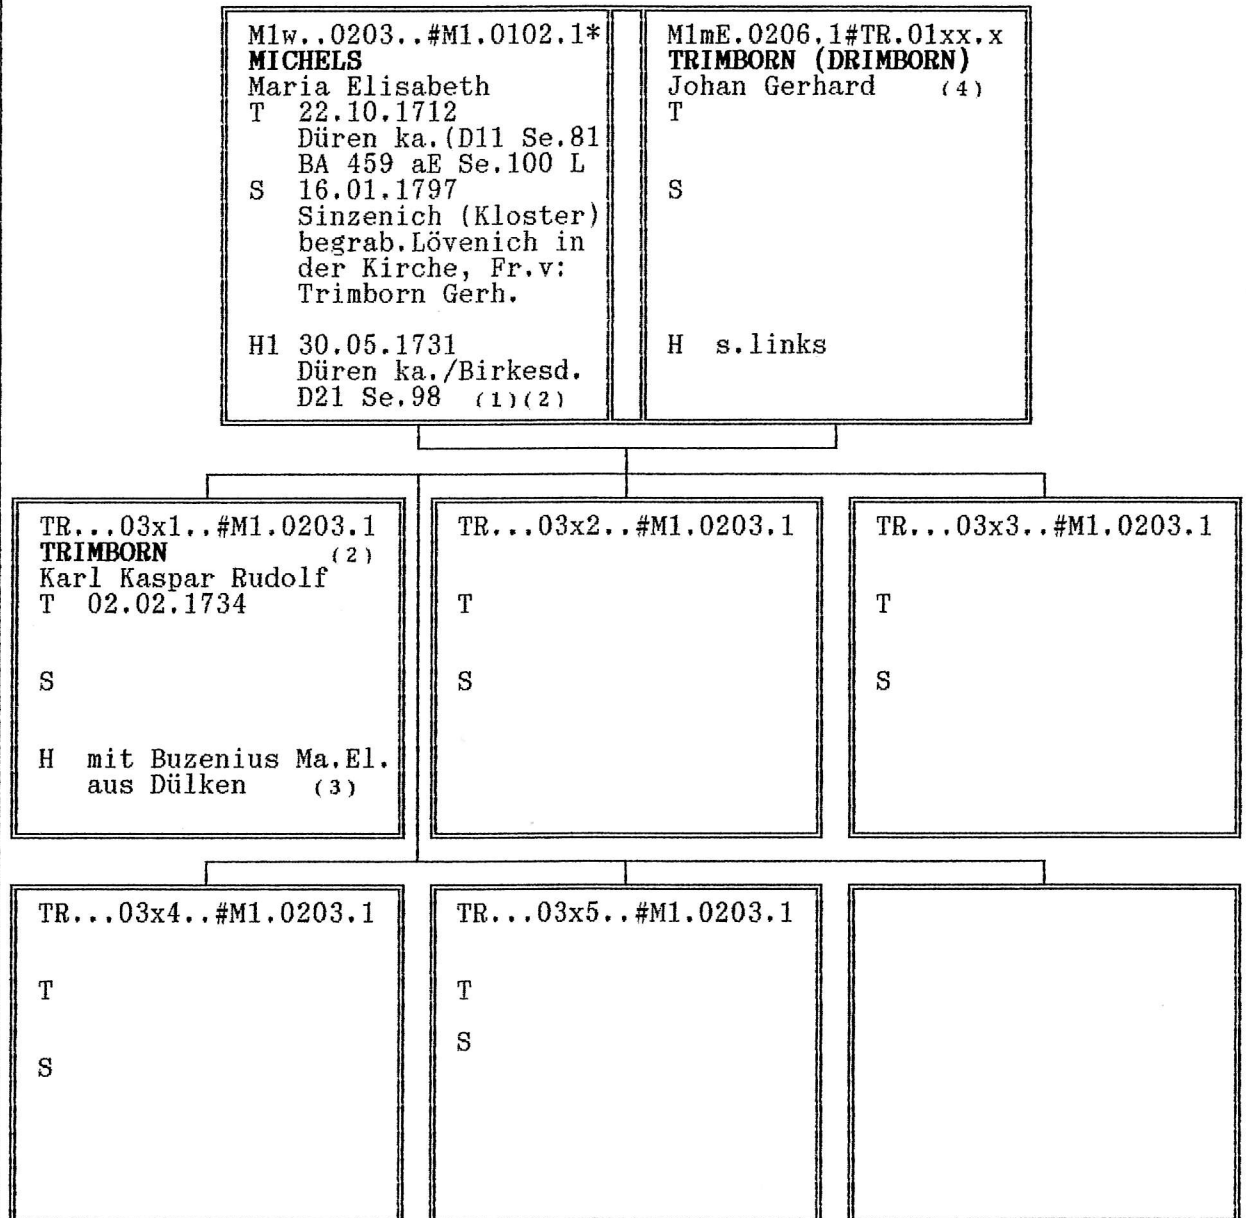 M1w..0203..#M1.0102.1*
MICHELS
Maria Elisabeth
T 22.10.1712
Düren ka.(D11 Se.81
BA 459 aE Se.100 L
S 16.01.1797
Sinzenich (Kloster)
begrab.Lövenich in
der Kirche, Fr.v:
Trimborn Gerh.
H1 30.05.1731
Düren ka./Birkesd.
D21 Se.98 (1)(2)
M1mE.0206.1#TR.01xx.x
TRIMBORN (DRIMBORN)
Johan Gerhard (4)
T
S
H s.links
TR...03x1..#M1.0203.1
TRIMBORN (2)
Karl Kaspar Rudolf
T 02.02.1734
S
H mit Buzenius Ma.El.
aus Dülken (3)
TR...03x2..#M1.0203.1
T
S
TR...03x3..#M1.0203.1
T
S
TR...03x4..#M1.0203.1
T
S
TR...03x5..#M1.0203.1
T
S